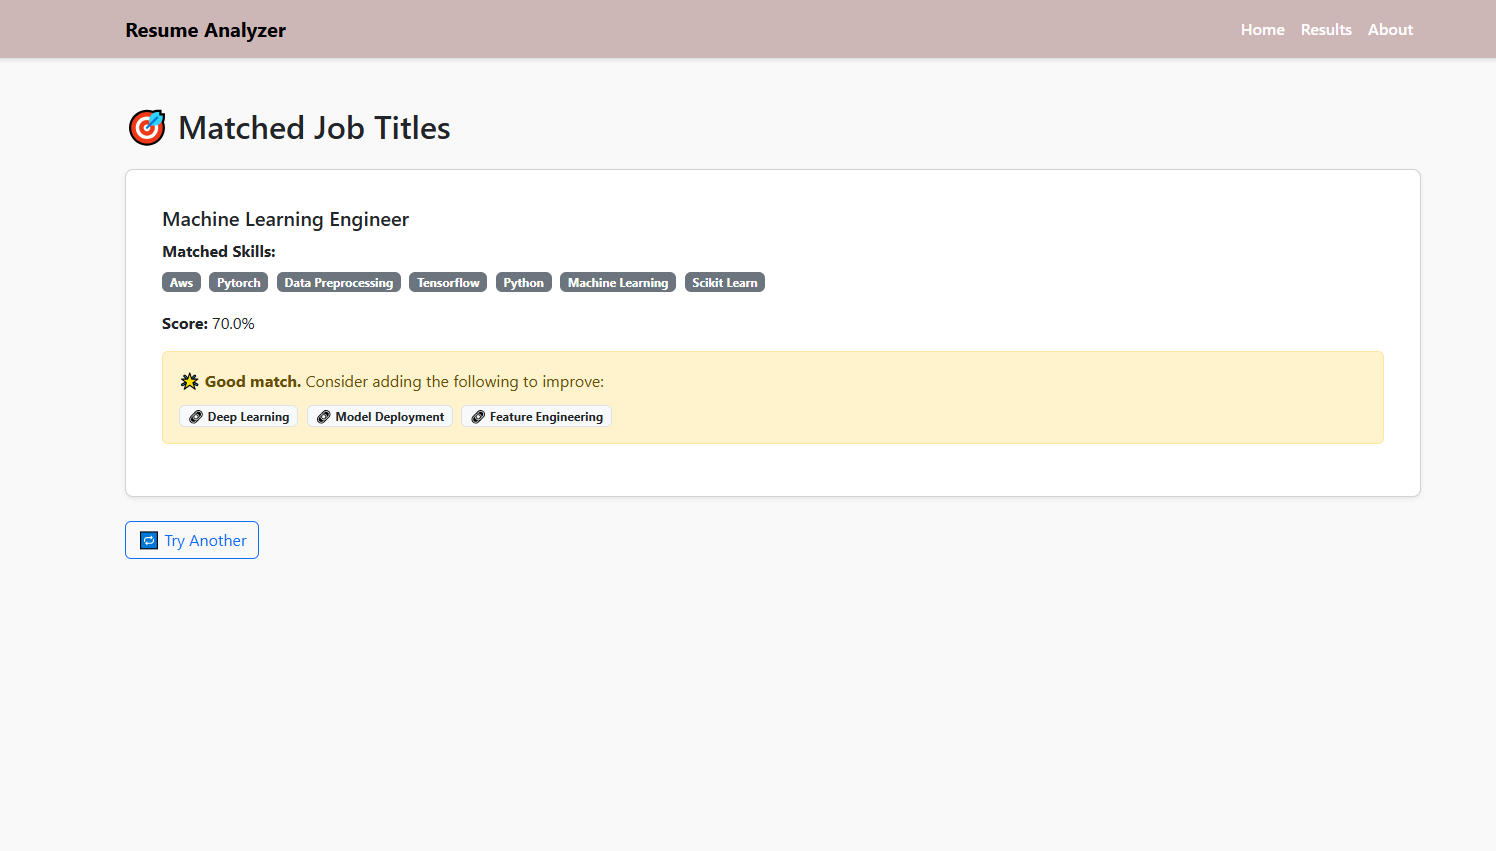 Resume Analyzer Home Results About
Matched Job Titles
Machine Learning Engineer
Matched Skills:
Aws Pytorch Data Preprocessing Tensorflow Python Machine Learning Scikit Learn
Score: 70.0%
Good match. Consider adding the following to improve:
Deep Learning Model Deployment Feature Engineering
Try Another